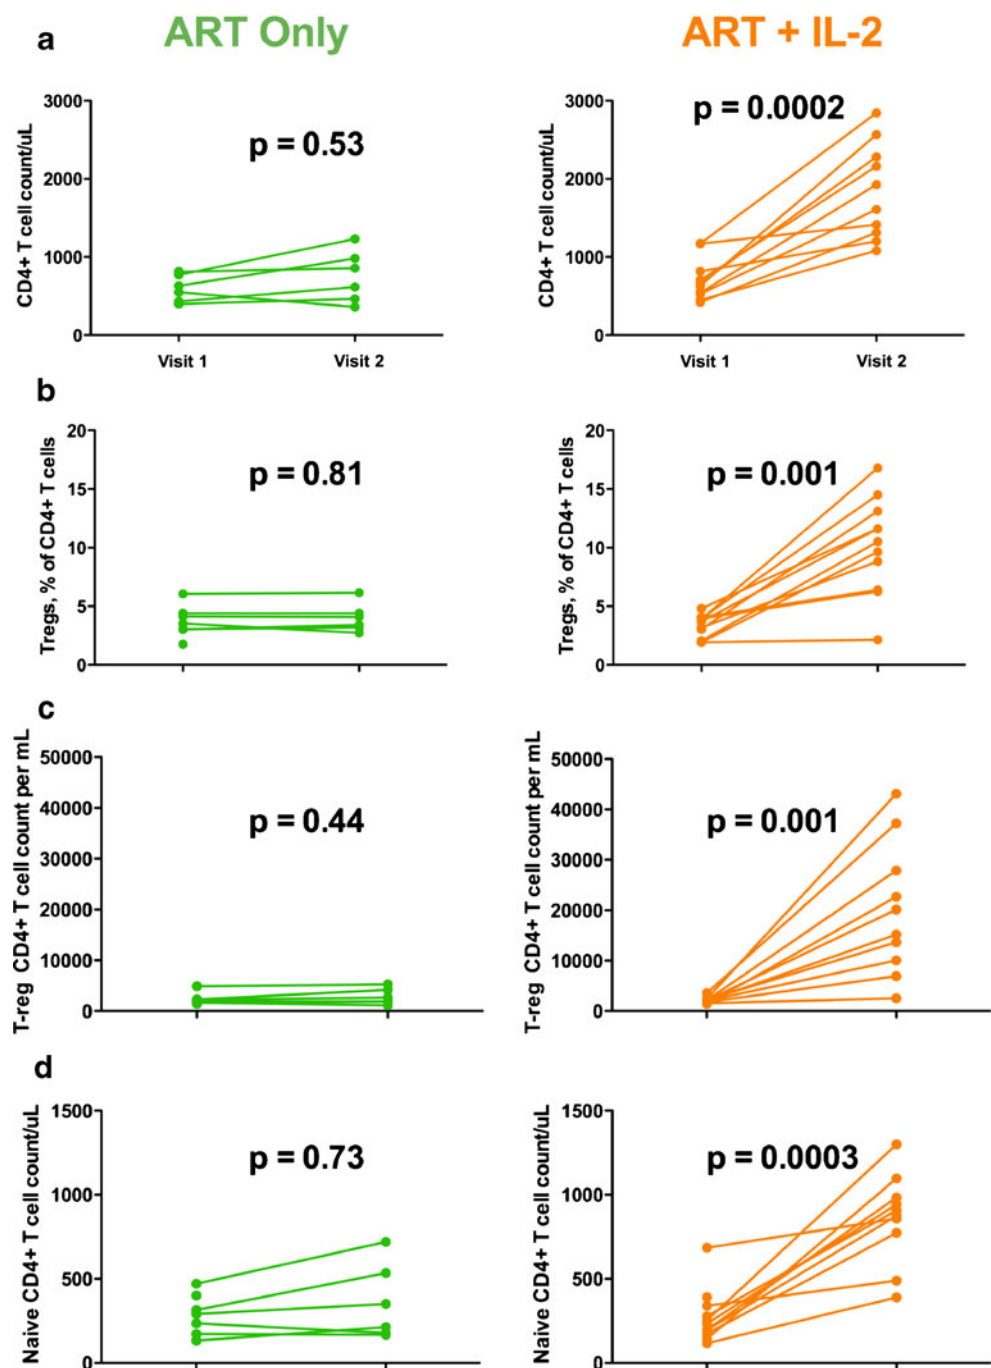 a
ART Only
ART + IL-2
CD4+ T cell count/uL
3000
2000
1000
0
p = 0.53
Visit 1
Visit 2
CD4+ T cell count/uL
3000
2000
1000
0
p = 0.0002
Visit 1
Visit 2
b
Tregs, % of CD4+ T cells
20
15
10
5
0
p = 0.81
Tregs, % of CD4+ T cells
20
15
10
5
0
p = 0.001
c
T-reg CD4+ T cell count per mL
50000
40000
30000
20000
10000
0
p = 0.44
T-reg CD4+ T cell count per mL
50000
40000
30000
20000
10000
0
p = 0.001
d
Naive CD4+ T cell count/uL
1500
1000
500
0
p = 0.73
Naive CD4+ T cell count/uL
1500
1000
500
0
p = 0.0003